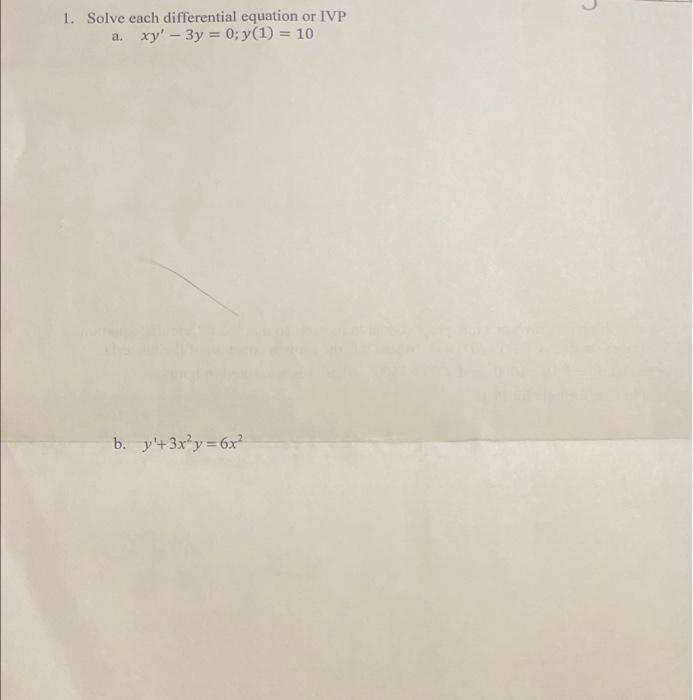 1. Solve each differential equation or IVP
a. xy′ − 3y = 0; y(1) = 10
b. y'+3x²y=6x²